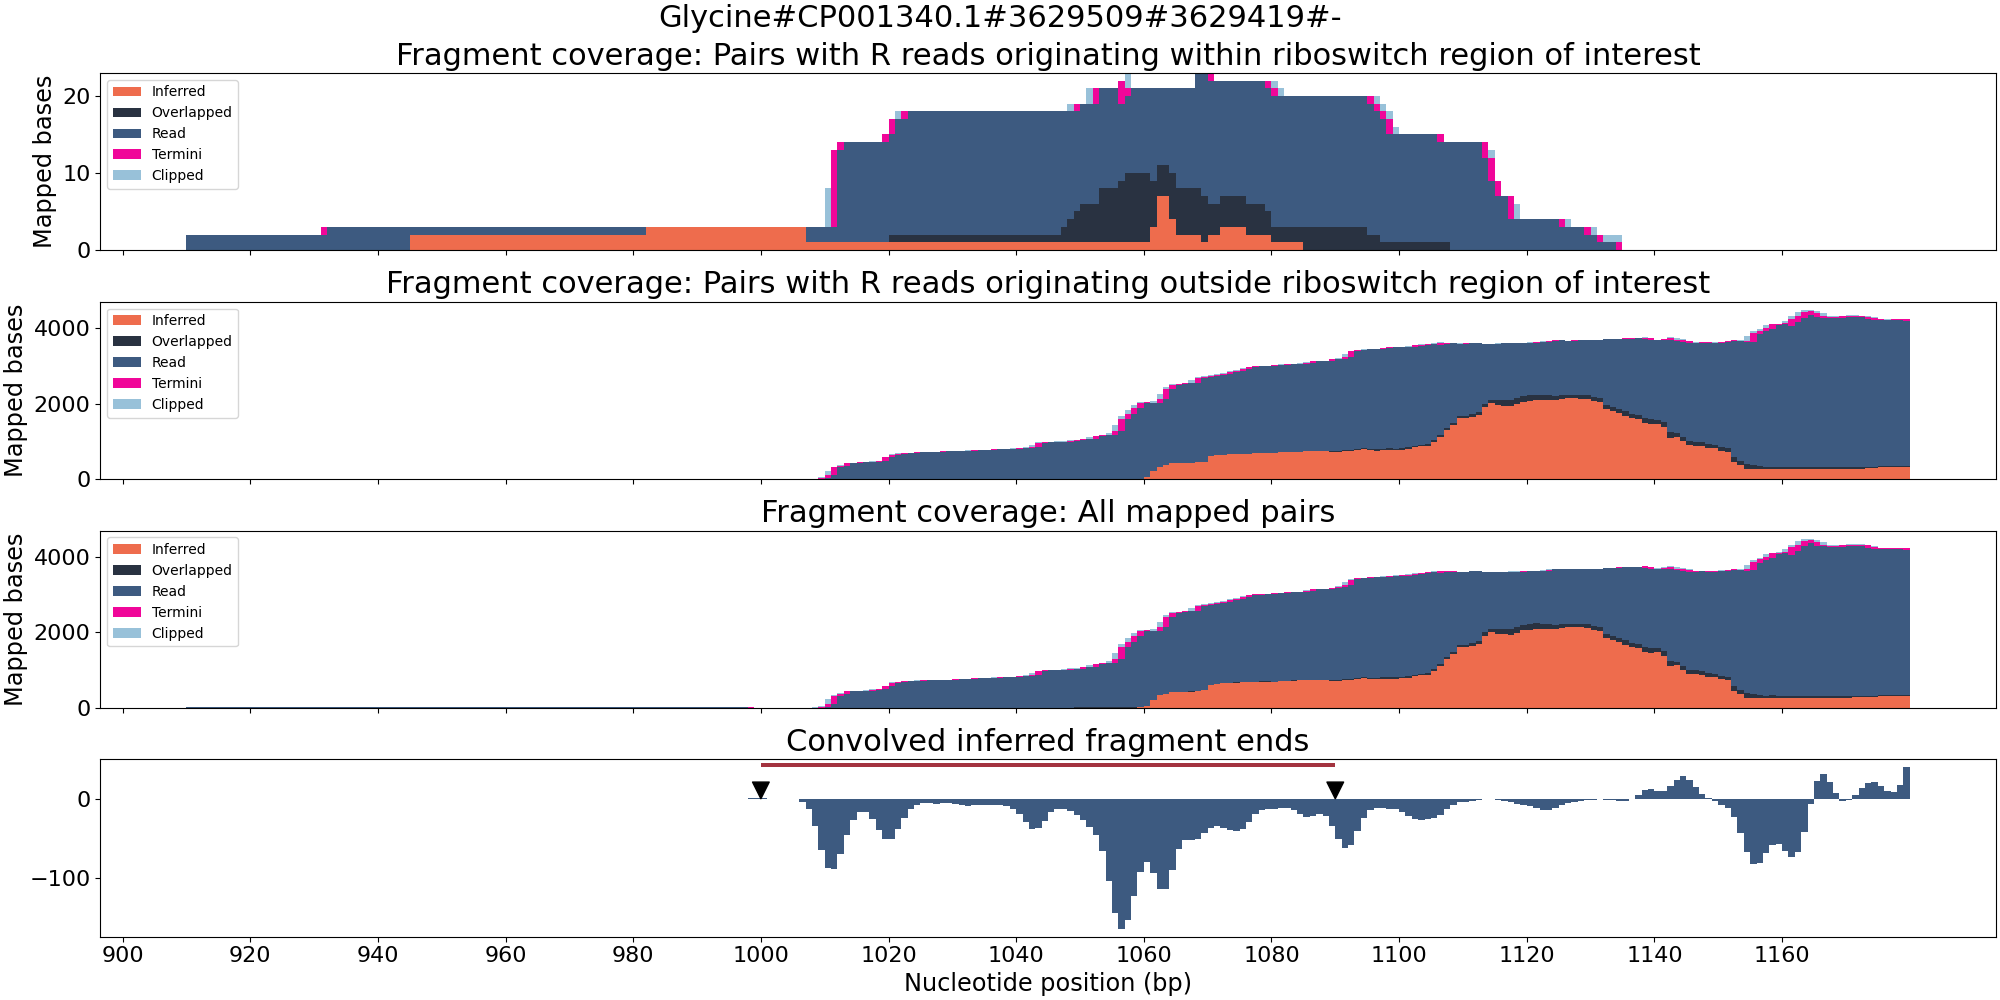 Glycine#CP001340.1#3629509#3629419#-
Fragment coverage: Pairs with R reads originating within riboswitch region of interest
Mapped bases
20
10
0
Inferred
Overlapped
Read
Termini
Clipped
Fragment coverage: Pairs with R reads originating outside riboswitch region of interest
Mapped bases
4000
2000
0
Inferred
Overlapped
Read
Termini
Clipped
Fragment coverage: All mapped pairs
Mapped bases
4000
2000
0
Inferred
Overlapped
Read
Termini
Clipped
Convolved inferred fragment ends
0
−100
900 920 940 960 980 1000 1020 1040 1060 1080 1100 1120 1140 1160
Nucleotide position (bp)